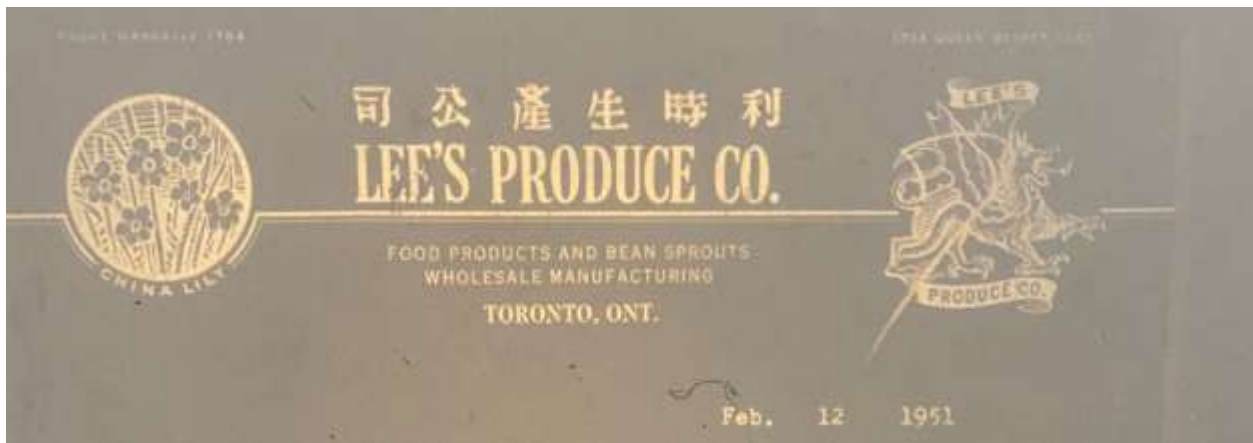 利時生產公司
LEE'S PRODUCE CO.
FOOD PRODUCTS AND BEAN SPROUTS
WHOLESALE MANUFACTURING
TORONTO, ONT.
CHINA LILY
LEE'S
PRODUCE CO.
Feb. 12 1951